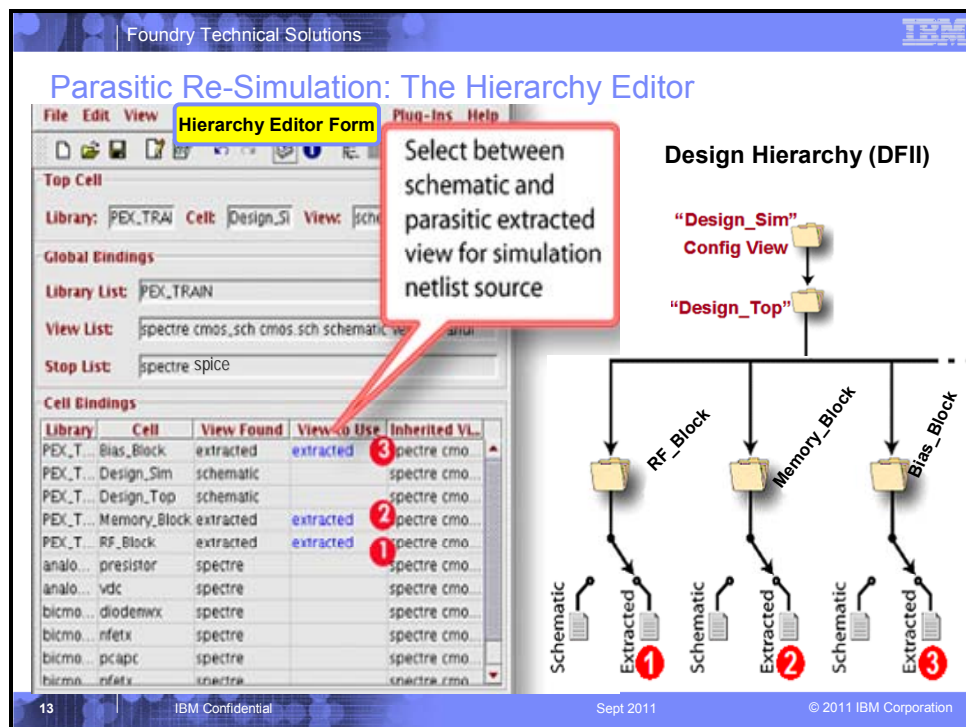 Foundry Technical Solutions
IBM
Parasitic Re-Simulation: The Hierarchy Editor
File Edit View Plug-Ins Help
Hierarchy Editor Form
Select between
schematic and
parasitic extracted
view for simulation
netlist source
Top Cell
Library: PEX_TRAI Cell: Design_Si View: sche
Global Bindings
Library List: PEX_TRAIN
View List: spectre cmos_sch cmos.sch schematic
Stop List: spectre spice
Cell Bindings
Library Cell View Found View to Use Inherited Vi...
PEX_T... Bias_Block extracted extracted 3 spectre cmo...
PEX_T... Design_Sim schematic spectre cmo...
PEX_T... Design_Top schematic spectre cmo...
PEX_T... Memory_Block extracted extracted 2 spectre cmo...
PEX_T... RF_Block extracted extracted 1 spectre cmo...
analo... presistor spectre spectre cmo...
analo... vdc spectre spectre cmo...
bicmo... diodenwx spectre spectre cmo...
bicmo... nfetx spectre spectre cmo...
bicmo... pcapc spectre spectre cmo...
bicmo... pfetx spectre spectre cmo...
Design Hierarchy (DFII)
“Design_Sim”
Config View
“Design_Top”
RF_Block
Memory_Block
Bias_Block
Schematic
Extracted
1
Schematic
Extracted
2
Schematic
Extracted
3
13 IBM Confidential Sept 2011 © 2011 IBM Corporation